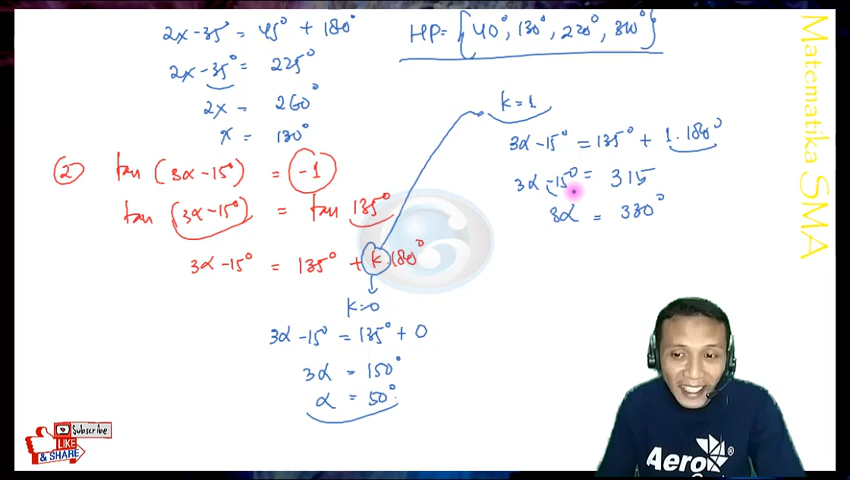 2x-35° = 45° + 180°
2x-35° = 225°
2x = 260°
x = 130°
HP = {40°, 130°, 220°, 310°}
② tan (3α-15°) = -1
tan (3α-15°) = tan 135°
3α-15° = 135° + k.180°
k=0
3α-15° = 135° + 0
3α = 150°
α = 50°.
k=1
3α-15° = 135° + 1.180°
3α-15° = 315
3α = 330°
Matematika SMA
Subscribe
LIKE
& SHARE
Aero